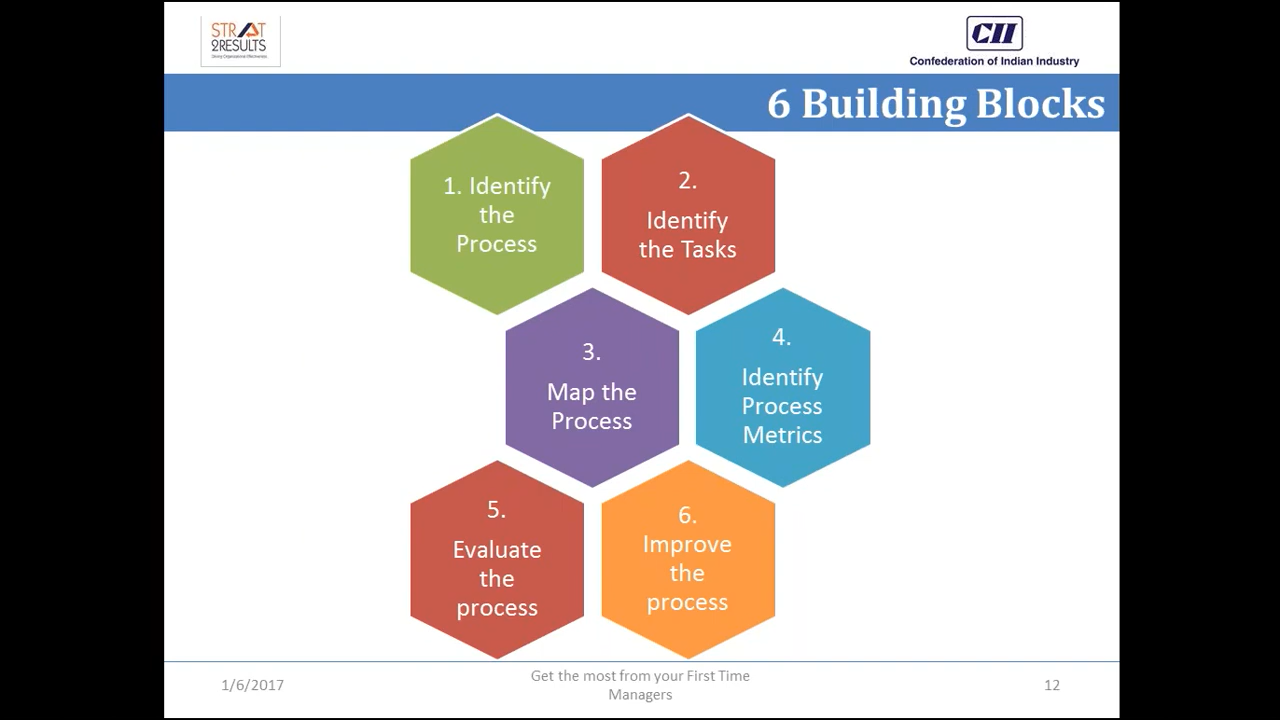 STRAT
2RESULTS
Driving Organisational Effectiveness
CII
Confederation of Indian Industry
6 Building Blocks
1. Identify
the
Process
2.
Identify
the Tasks
3.
Map the
Process
4.
Identify
Process
Metrics
5.
Evaluate
the
process
6.
Improve
the
process
1/6/2017
Get the most from your First Time
Managers
12